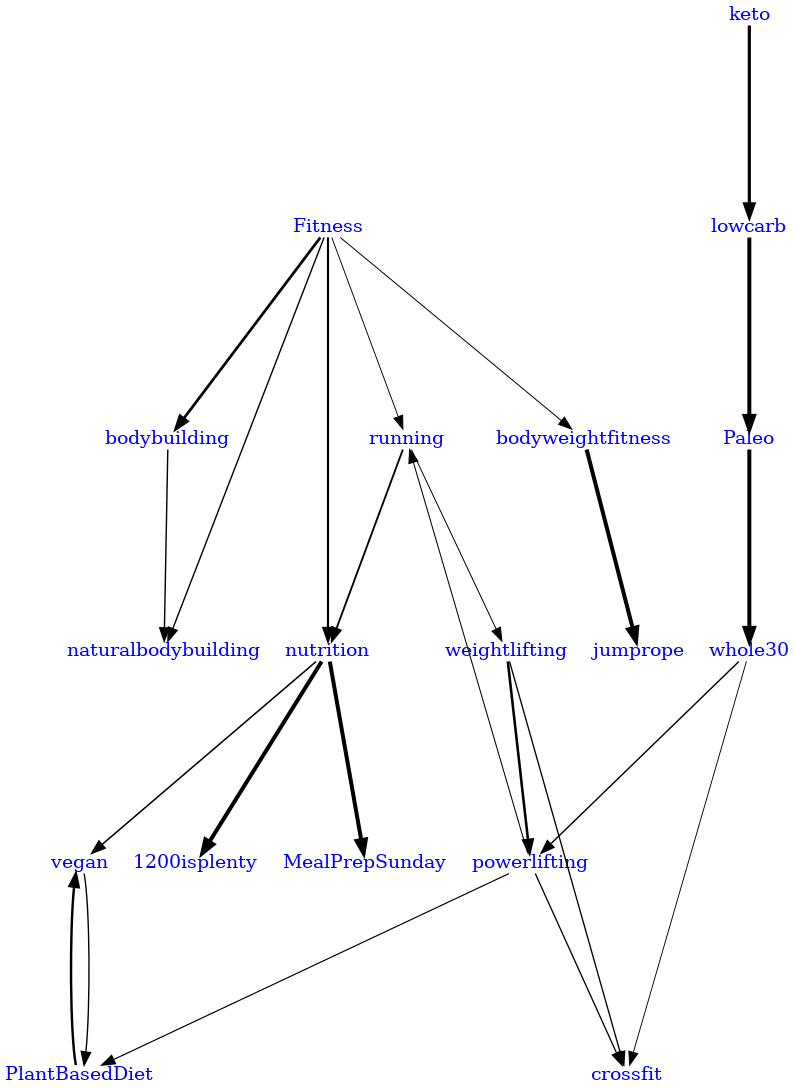 keto
Fitness
lowcarb
bodybuilding
running
bodyweightfitness
Paleo
naturalbodybuilding
nutrition
weightlifting
jumprope
whole30
vegan
1200isplenty
MealPrepSunday
powerlifting
PlantBasedDiet
crossfit